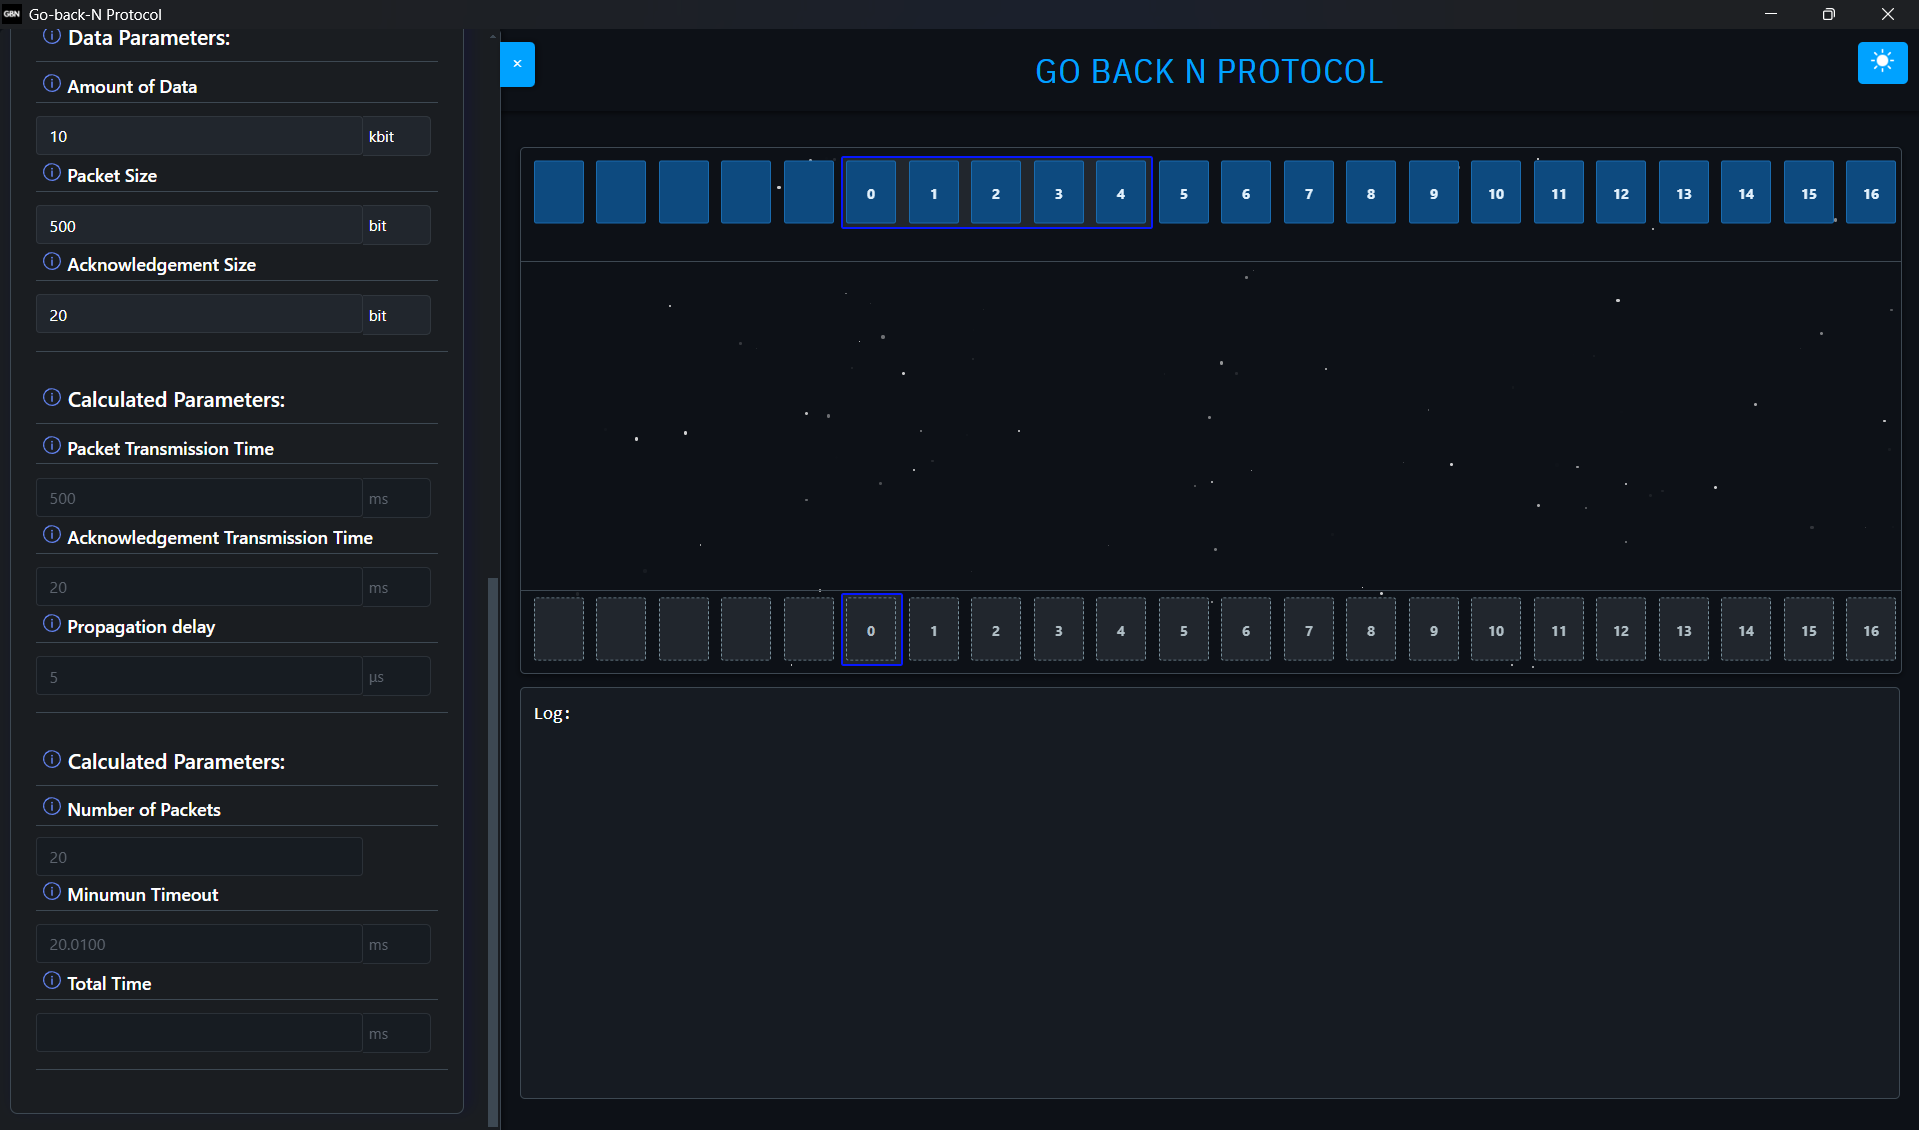 GBN Go-back-N Protocol
Data Parameters:
Amount of Data
10 kbit
Packet Size
500 bit
Acknowledgement Size
20 bit
Calculated Parameters:
Packet Transmission Time
500 ms
Acknowledgement Transmission Time
20 ms
Propagation delay
5 µs
Calculated Parameters:
Number of Packets
20
Minumun Timeout
20.0100 ms
Total Time
ms
×
GO BACK N PROTOCOL
0 1 2 3 4 5 6 7 8 9 10 11 12 13 14 15 16
0 1 2 3 4 5 6 7 8 9 10 11 12 13 14 15 16
Log: